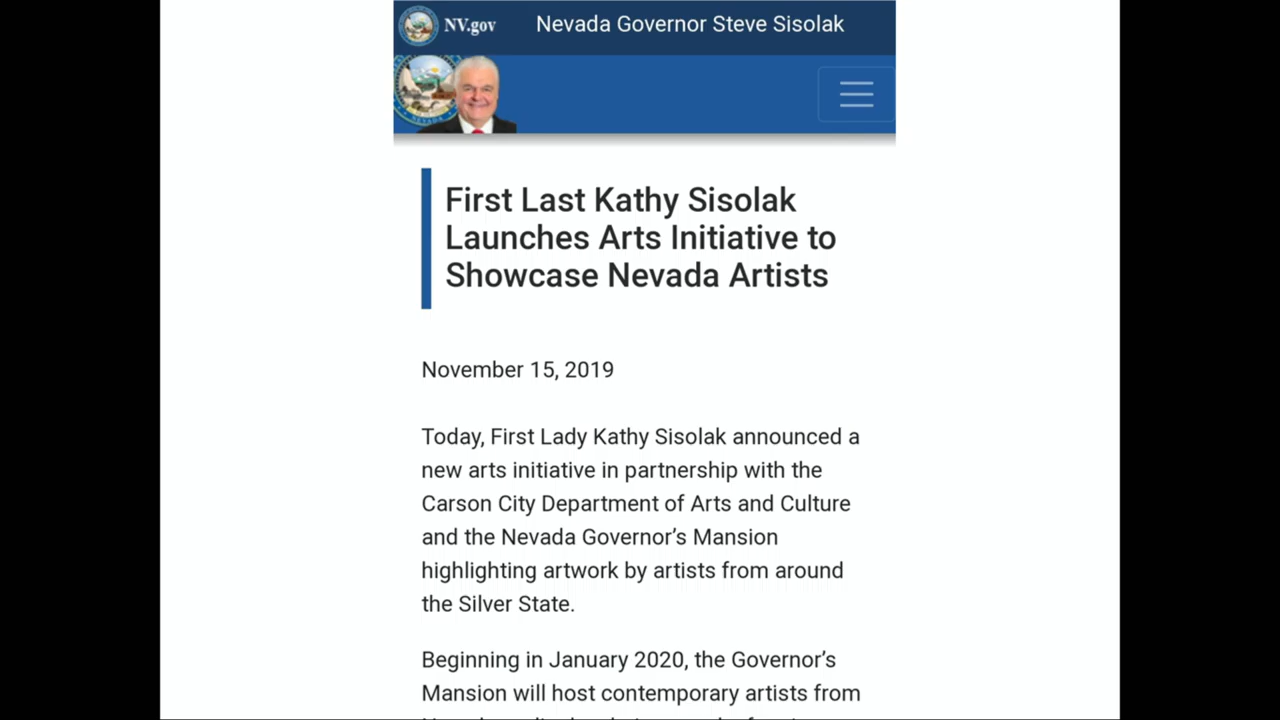 NV.gov
Nevada Governor Steve Sisolak
First Last Kathy Sisolak
Launches Arts Initiative to
Showcase Nevada Artists
November 15, 2019
Today, First Lady Kathy Sisolak announced a
new arts initiative in partnership with the
Carson City Department of Arts and Culture
and the Nevada Governor’s Mansion
highlighting artwork by artists from around
the Silver State.
Beginning in January 2020, the Governor’s
Mansion will host contemporary artists from